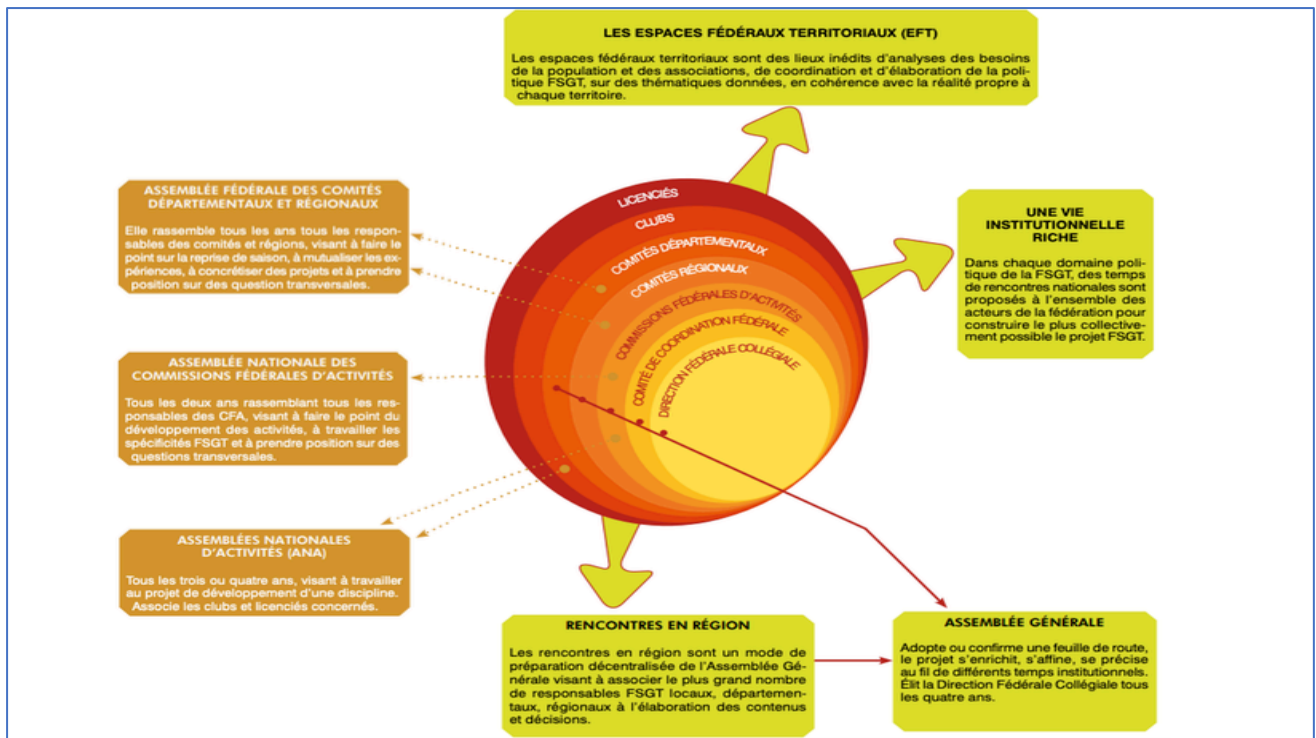 LES ESPACES FÉDÉRAUX TERRITORIAUX (EFT)
Les espaces fédéraux territoriaux sont des lieux inédits d'analyses des besoins
de la population et des associations, de coordination et d'élaboration de la poli-
tique FSGT, sur des thématiques données, en cohérence avec la réalité propre à
chaque territoire.
ASSEMBLÉE FÉDÉRALE DES COMITÉS
DÉPARTEMENTAUX ET RÉGIONAUX
Elle rassemble tous les ans tous les respon-
sables des comités et régions, visant à faire le
point sur la reprise de saison, à mutualiser les ex-
périences, à concrétiser des projets et à prendre
position sur des question transversales.
ASSEMBLÉE NATIONALE DES
COMMISSIONS FÉDÉRALES D'ACTIVITÉS
Tous les deux ans rassemblant tous les res-
ponsables des CFA, visant à faire le point du
développement des activités, à travailler les
spécificités FSGT et à prendre position sur des
questions transversales.
ASSEMBLÉES NATIONALES
D'ACTIVITÉS (ANA)
Tous les trois ou quatre ans, visant à travailler
au projet de développement d'une discipline.
Associe les clubs et licenciés concernés.
LICENCIÉS
CLUBS
COMITÉS DÉPARTEMENTAUX
COMITÉS RÉGIONAUX
COMMISSIONS FÉDÉRALES D'ACTIVITÉS
COMITÉ DE COORDINATION FÉDÉRALE
DIRECTION FÉDÉRALE COLLÉGIALE
UNE VIE
INSTITUTIONNELLE
RICHE
Dans chaque domaine poli-
tique de la FSGT, des temps
de rencontres nationales sont
proposés à l'ensemble des
acteurs de la fédération pour
construire le plus collective-
ment possible le projet FSGT.
RENCONTRES EN RÉGION
Les rencontres en région sont un mode de
préparation décentralisée de l'Assemblée Gé-
nérale visant à associer le plus grand nombre
de responsables FSGT locaux, départemen-
taux, régionaux à l'élaboration des contenus
et décisions.
ASSEMBLÉE GÉNÉRALE
Adopte ou confirme une feuille de route,
le projet s'enrichit, s'affine, se précise
au fil de différents temps institutionnels.
Élit la Direction Fédérale Collégiale tous
les quatre ans.